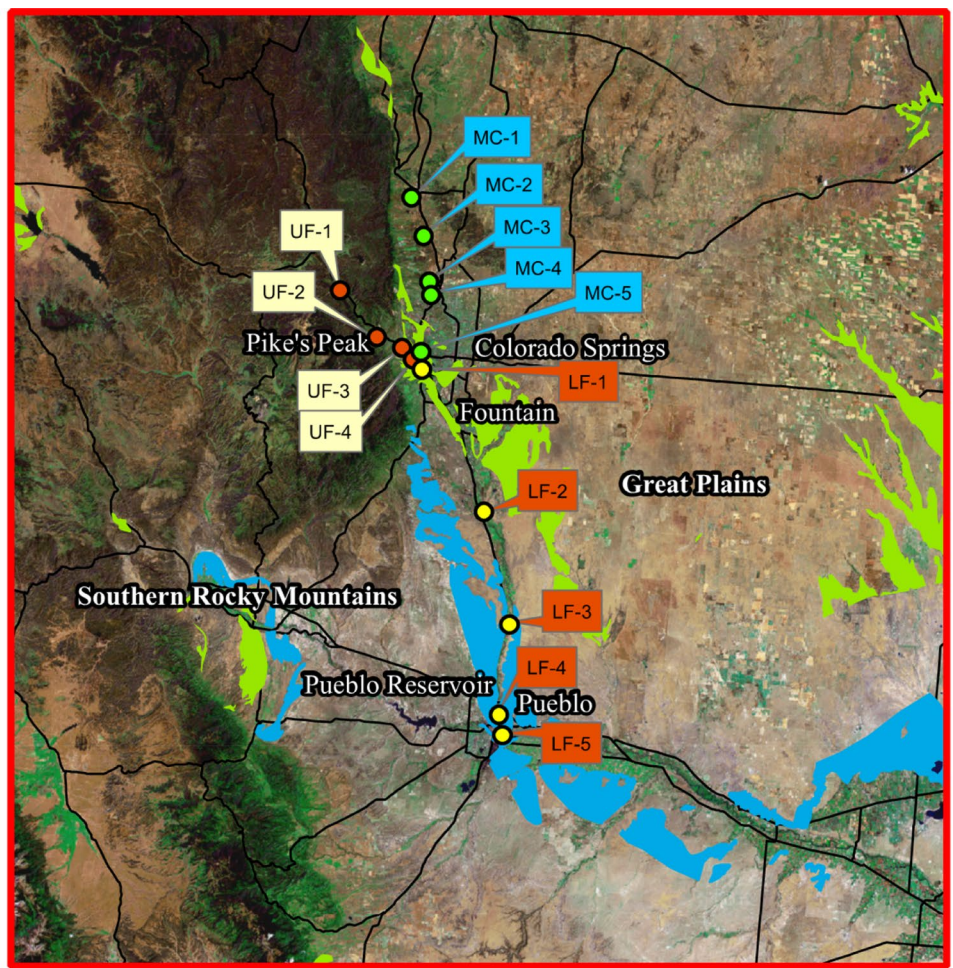 MC-1
MC-2
MC-3
UF-1
MC-4
UF-2
MC-5
Pike's Peak
Colorado Springs
UF-3
LF-1
Fountain
UF-4
Great Plains
LF-2
Southern Rocky Mountains
LF-3
LF-4
Pueblo Reservoir
Pueblo
LF-5